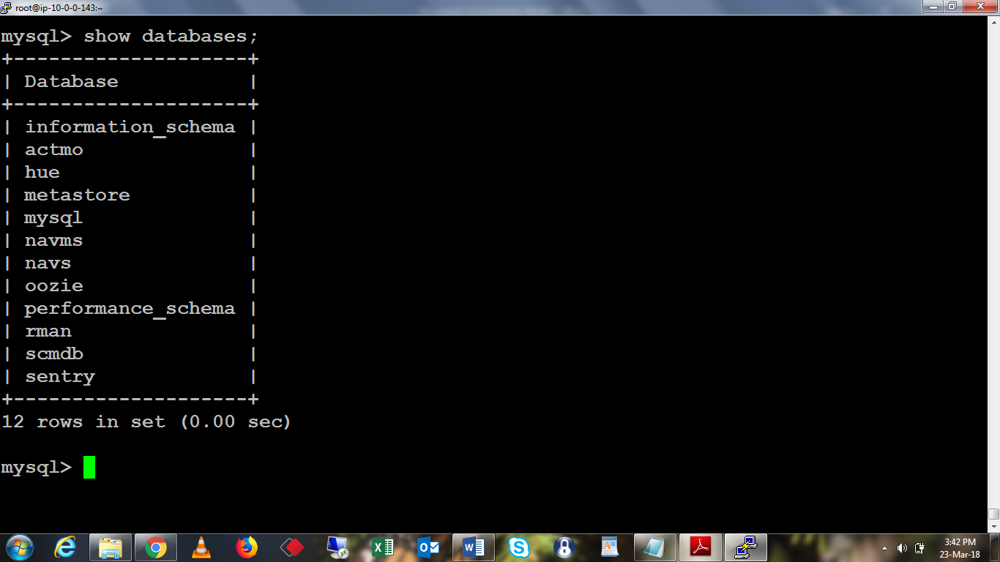 root@ip-10-0-0-143:~
mysql> show databases;
+--------------------+
| Database           |
+--------------------+
| information_schema |
| actmo              |
| hue                |
| metastore          |
| mysql              |
| navms              |
| navs               |
| oozie              |
| performance_schema |
| rman               |
| scmdb              |
| sentry             |
+--------------------+
12 rows in set (0.00 sec)
mysql>
3:42 PM
23-Mar-18